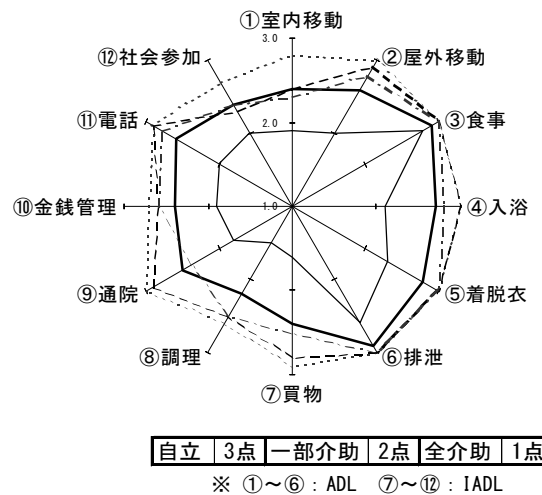 ①室内移動
3.0
⑫社会参加
②屋外移動
⑪電話
2.0
③食事
⑩金銭管理
1.0
④入浴
⑨通院
⑤着脱衣
⑧調理
⑥排泄
⑦買物
自立 3点 一部介助 2点 全介助 1点
※ ①～⑥：ADL ⑦～⑫：IADL